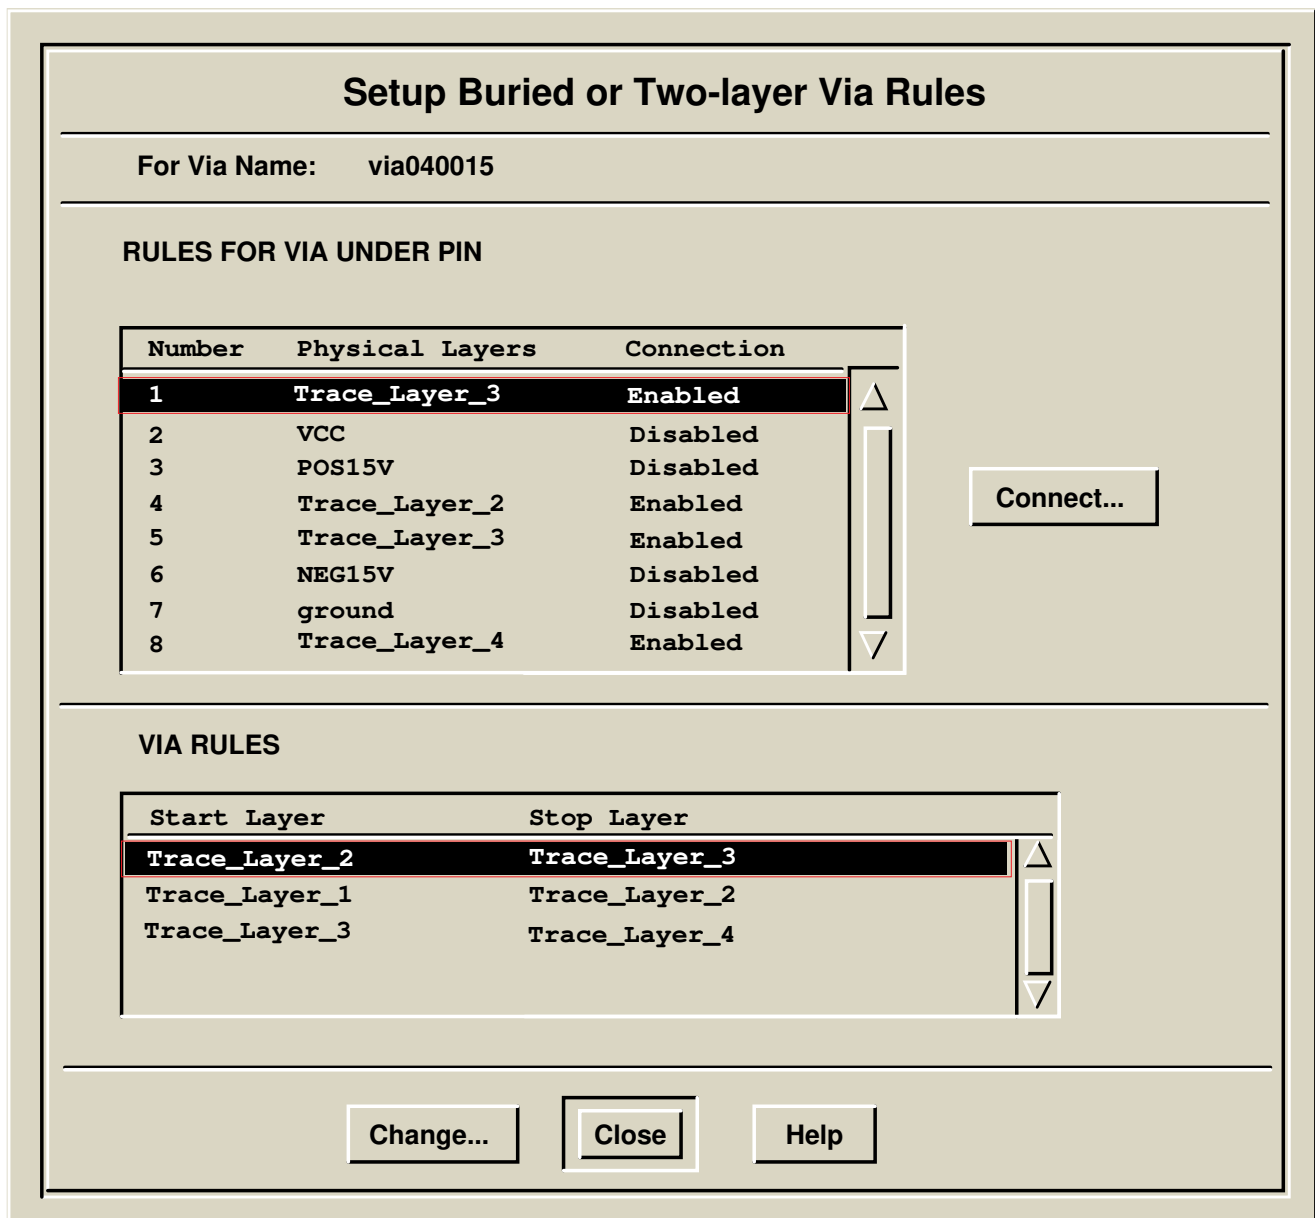 Setup Buried or Two-layer Via Rules
For Via Name: via040015
RULES FOR VIA UNDER PIN
Number Physical Layers Connection
1 Trace_Layer_3 Enabled
2 VCC Disabled
3 POS15V Disabled
4 Trace_Layer_2 Enabled
5 Trace_Layer_3 Enabled
6 NEG15V Disabled
7 ground Disabled
8 Trace_Layer_4 Enabled
Connect...
VIA RULES
Start Layer Stop Layer
Trace_Layer_2 Trace_Layer_3
Trace_Layer_1 Trace_Layer_2
Trace_Layer_3 Trace_Layer_4
Change... Close Help